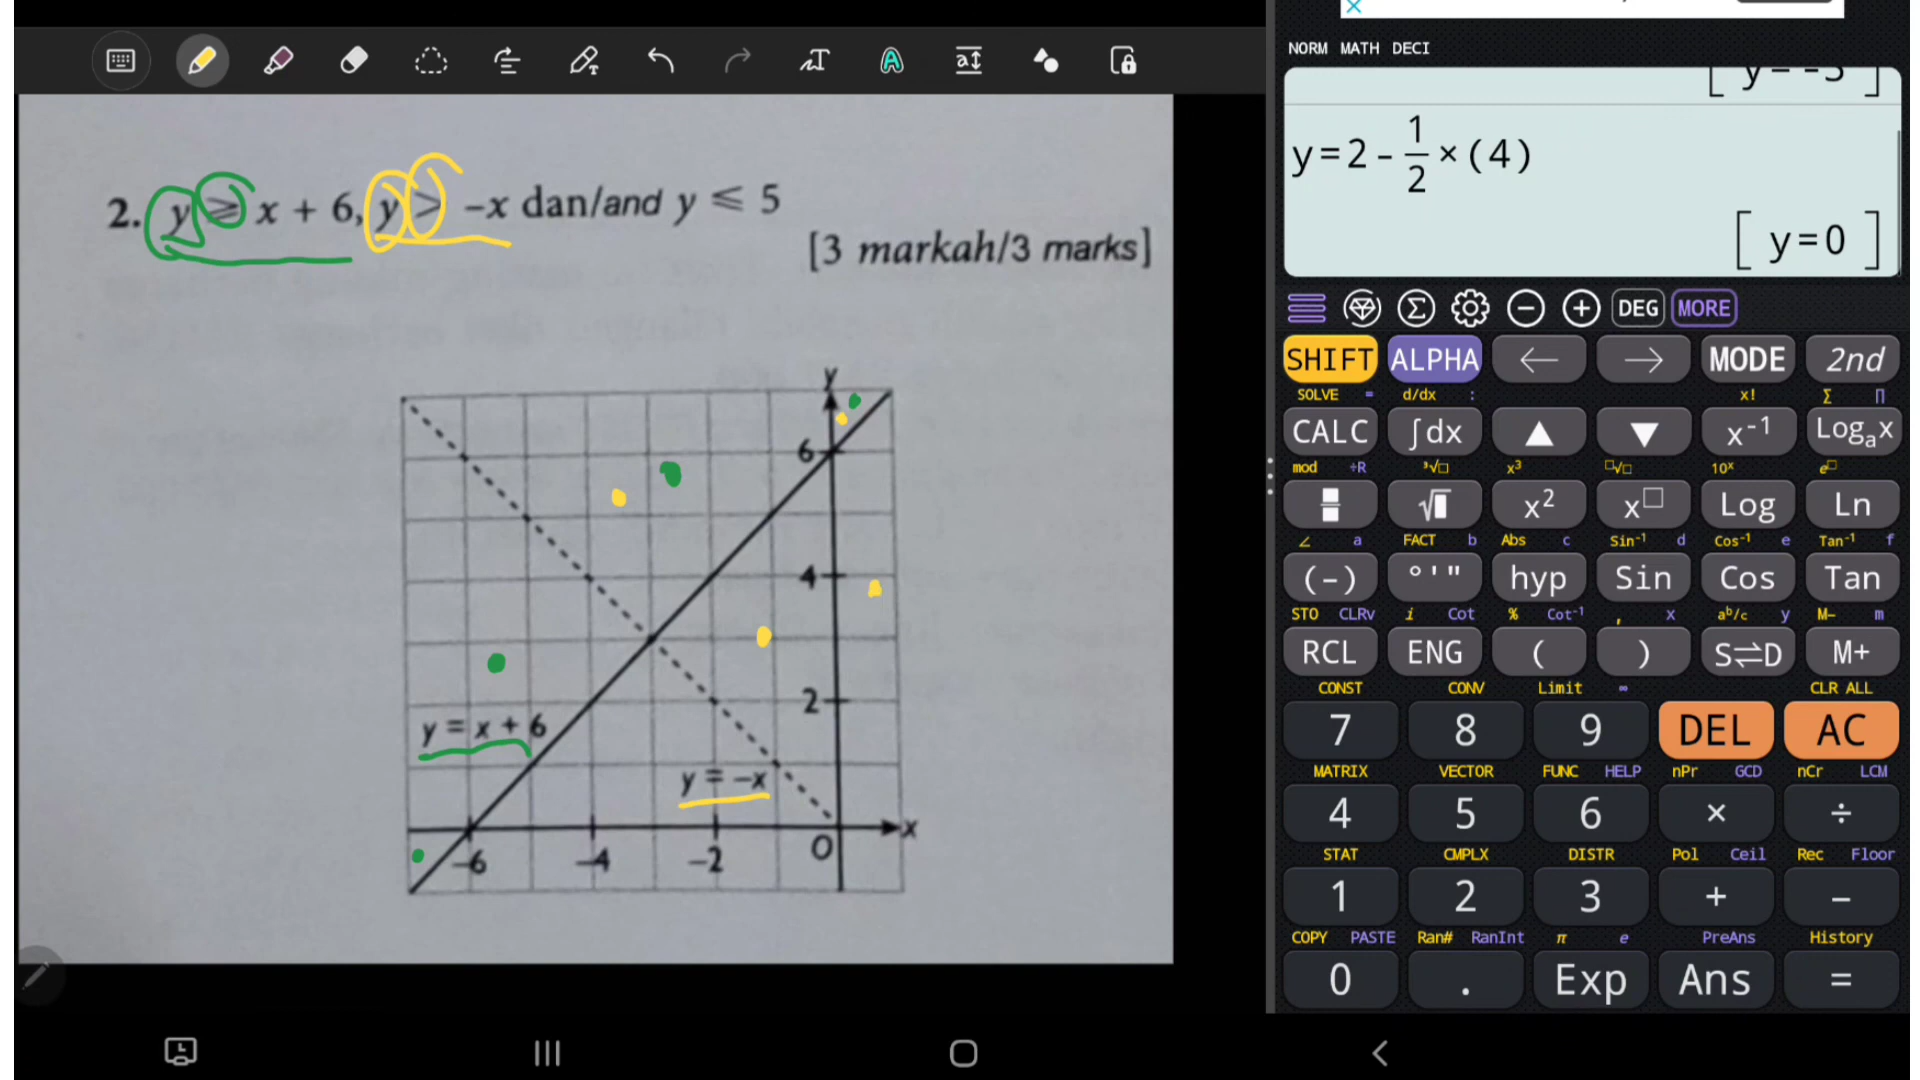 2. y ⩾ x + 6, y > -x dan/and y ⩽ 5
[3 markah/3 marks]
y
6
4
2
y = x + 6
y = -x
-6
-4
-2
O
x
NORM MATH DECI
y=2-1/2×(4)
[ y=0 ]
DEG MORE
SHIFT ALPHA ← → MODE 2nd
SOLVE = d/dx : x! Σ ∏
CALC ∫dx ▲ ▼ x⁻¹ Logₐx
mod ÷R ³√□ x³ □√□ 10ˣ e□
√ x² x□ Log Ln
∠ a FACT b Abs c Sin⁻¹ d Cos⁻¹ e Tan⁻¹ f
(−) °'" hyp Sin Cos Tan
STO CLRv i Cot % Cot⁻¹ , x aᵇ/c y M− m
RCL ENG ( ) S⇌D M+
CONST CONV Limit ∞ CLR ALL
7 8 9 DEL AC
MATRIX VECTOR FUNC HELP nPr GCD nCr LCM
4 5 6 × ÷
STAT CMPLX DISTR Pol Ceil Rec Floor
1 2 3 + −
COPY PASTE Ran# RanInt π e PreAns History
0 . Exp Ans =